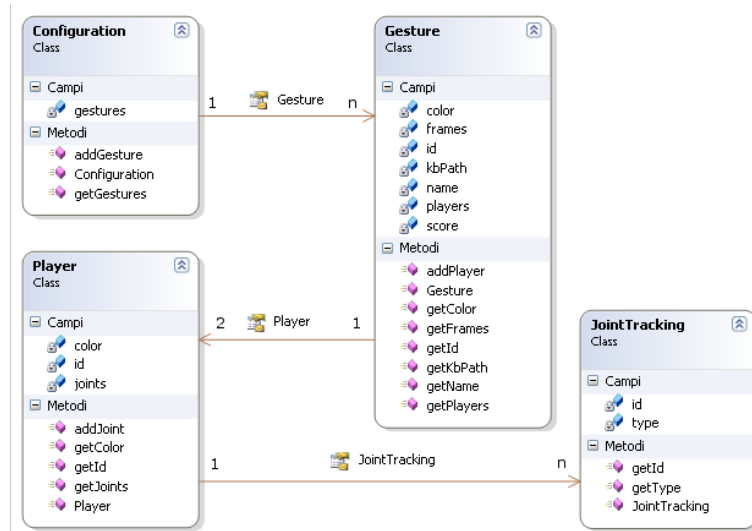 Configuration
Class
Campi
gestures
Metodi
addGesture
Configuration
getGestures
1 Gesture n
Gesture
Class
Campi
color
frames
id
kbPath
name
players
score
Metodi
addPlayer
Gesture
getColor
getFrames
getId
getKbPath
getName
getPlayers
Player
Class
Campi
color
id
joints
Metodi
addJoint
getColor
getId
getJoints
Player
2 Player 1
1 JointTracking n
JointTracking
Class
Campi
id
type
Metodi
getId
getType
JointTracking